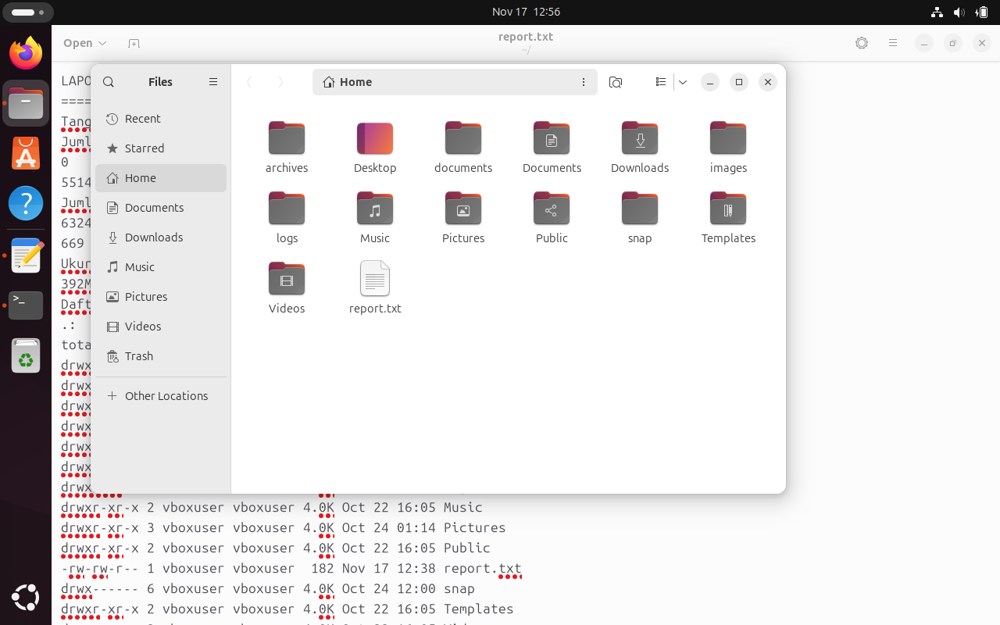 Nov 17 12:56
Open
report.txt
~/
Files
Home
Recent
Starred
Home
Documents
Downloads
Music
Pictures
Videos
Trash
Other Locations
archives
Desktop
documents
Documents
Downloads
images
logs
Music
Pictures
Public
snap
Templates
Videos
report.txt
LAPO
====
Tang
Juml
0
5514
Juml
6324
669
Ukur
392M
Daft
.:
tota
drwx
drwx
drwx
drwx
drwx
drwx
drwxr-xr-x 2 vboxuser vboxuser 4.0K Oct 22 16:05 Music
drwxr-xr-x 3 vboxuser vboxuser 4.0K Oct 24 01:14 Pictures
drwxr-xr-x 2 vboxuser vboxuser 4.0K Oct 22 16:05 Public
-rw-rw-r-- 1 vboxuser vboxuser  182 Nov 17 12:38 report.txt
drwx------ 6 vboxuser vboxuser 4.0K Oct 24 12:00 snap
drwxr-xr-x 2 vboxuser vboxuser 4.0K Oct 22 16:05 Templates